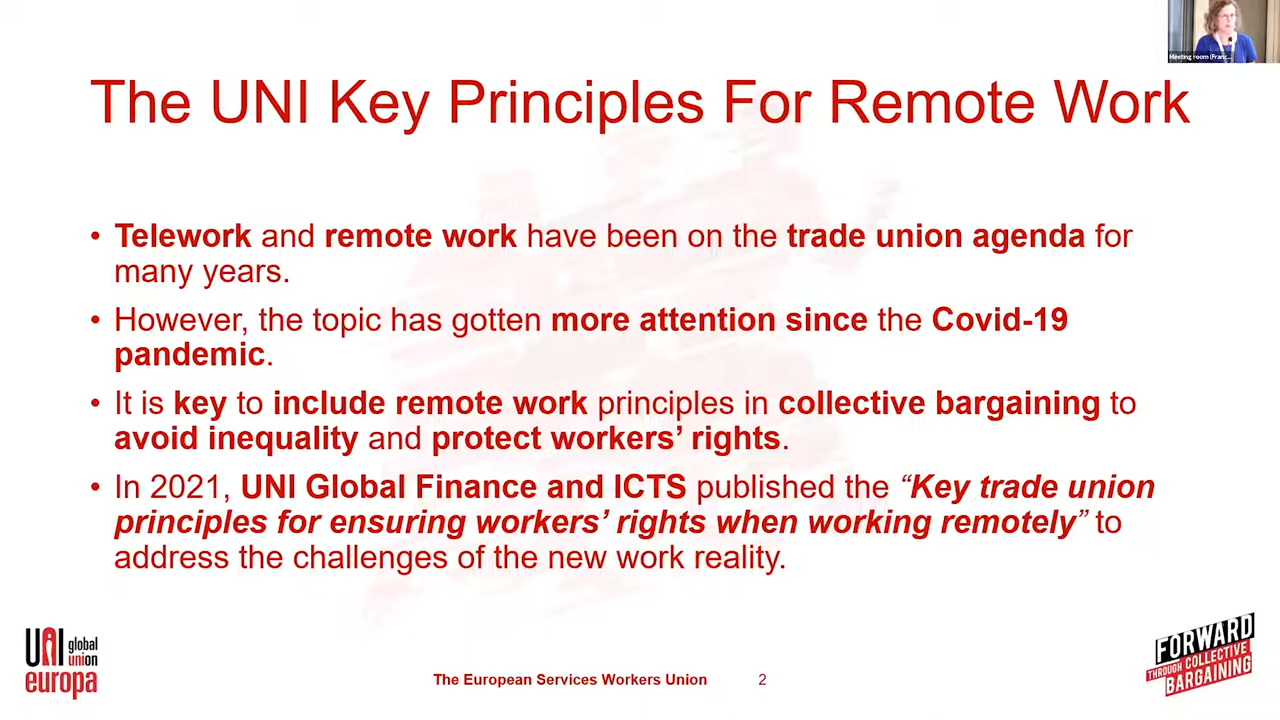 Meeting room (Franc...
The UNI Key Principles For Remote Work
• Telework and remote work have been on the trade union agenda for
many years.
• However, the topic has gotten more attention since the Covid-19
pandemic.
• It is key to include remote work principles in collective bargaining to
avoid inequality and protect workers’ rights.
• In 2021, UNI Global Finance and ICTS published the “Key trade union
principles for ensuring workers’ rights when working remotely” to
address the challenges of the new work reality.
UNI global
union
europa
The European Services Workers Union 2
FORWARD
THROUGH COLLECTIVE
BARGAINING